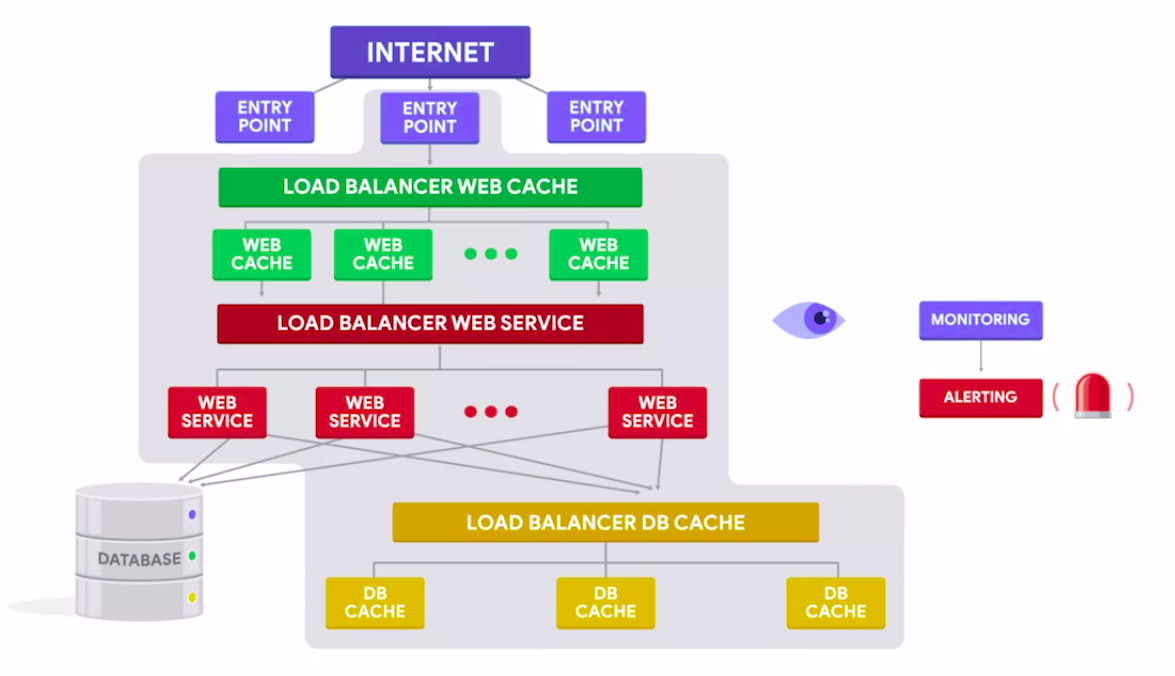 INTERNET
ENTRY
POINT
ENTRY
POINT
ENTRY
POINT
LOAD BALANCER WEB CACHE
WEB
CACHE
WEB
CACHE
WEB
CACHE
LOAD BALANCER WEB SERVICE
MONITORING
ALERTING
WEB
SERVICE
WEB
SERVICE
WEB
SERVICE
LOAD BALANCER DB CACHE
DATABASE
DB
CACHE
DB
CACHE
DB
CACHE